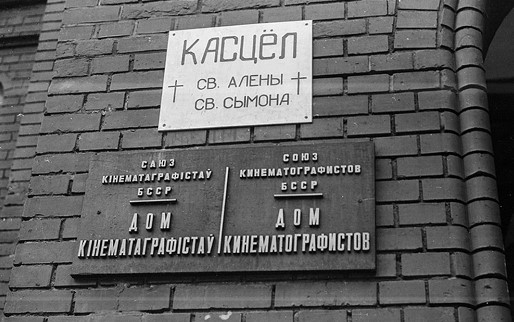 КАСЦЁЛ
† СВ. АЛЕНЫ †
СВ. СЫМОНА
САЮЗ
КІНЕМАТАГРАФІСТАЎ
БССР
ДОМ
КІНЕМАТАГРАФІСТАЎ
СОЮЗ
КИНЕМАТОГРАФИСТОВ
БССР
ДОМ
КИНЕМАТОГРАФИСТОВ